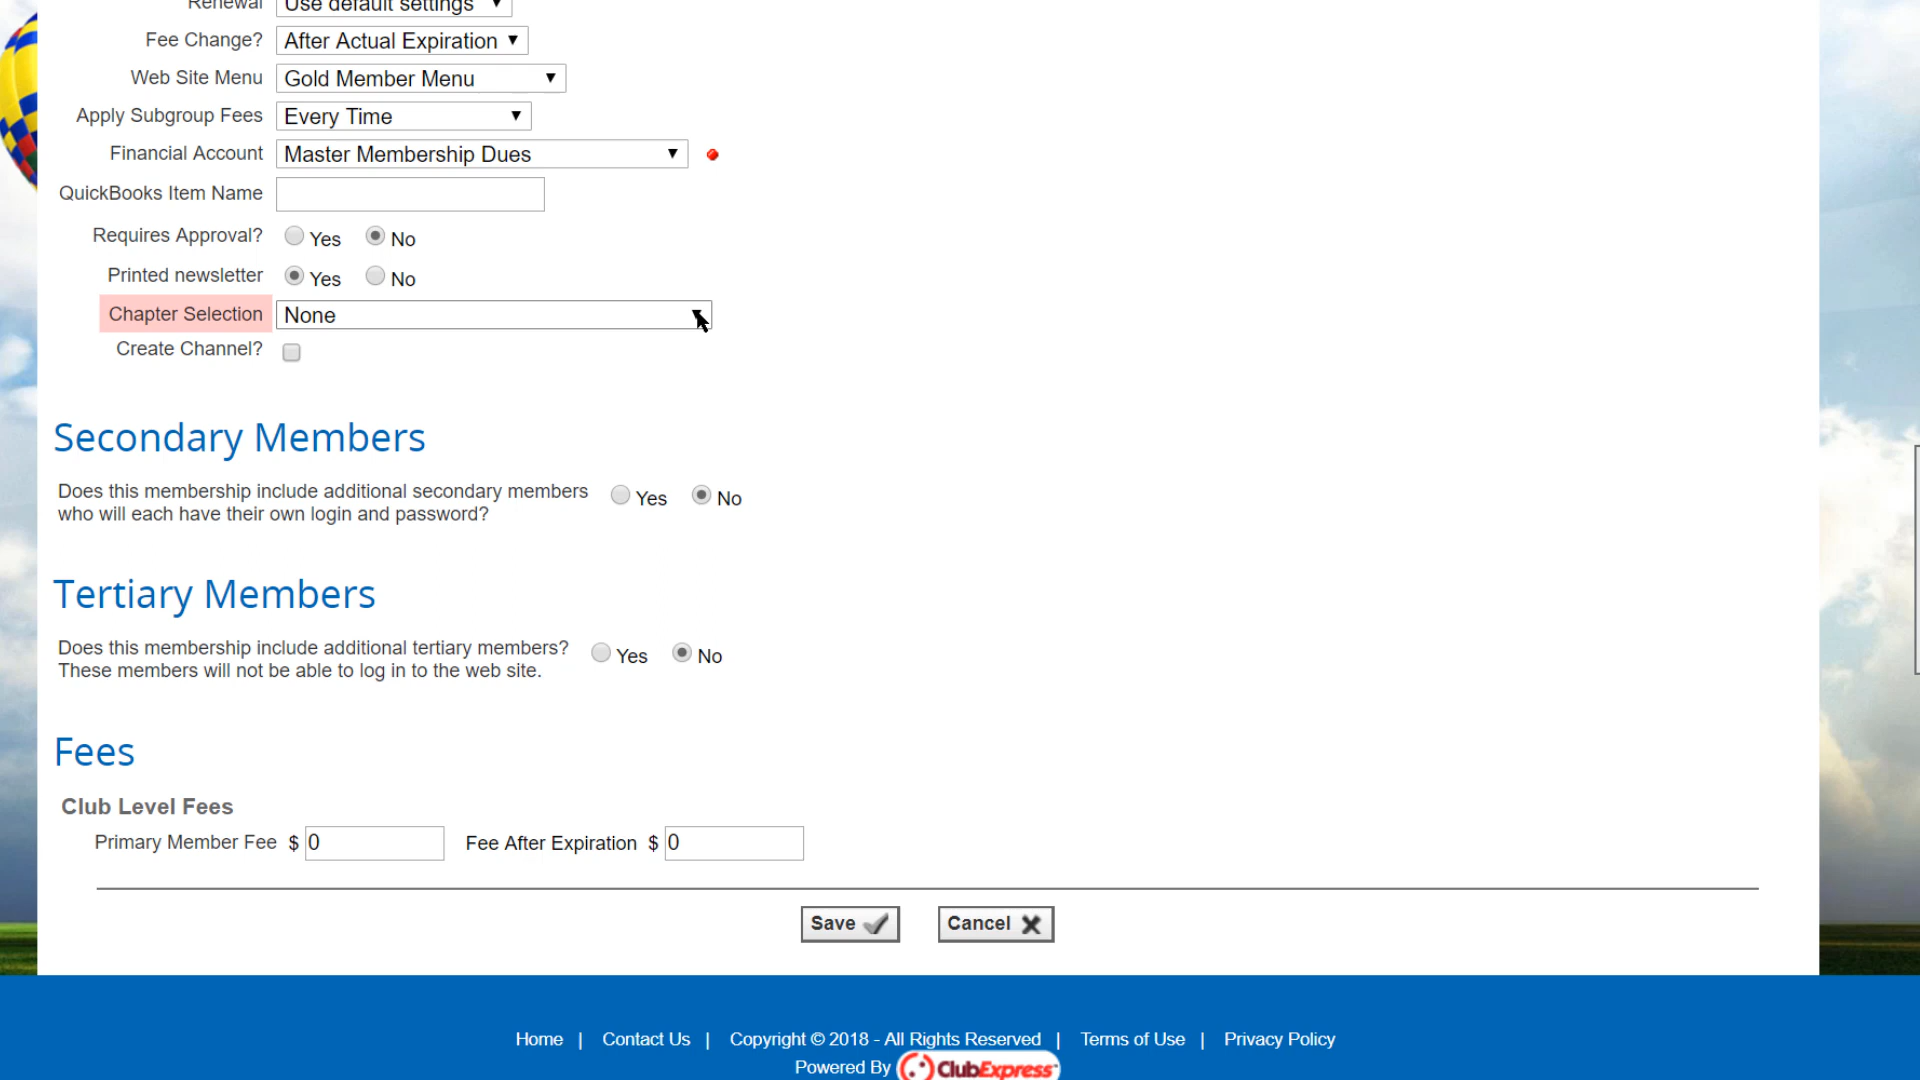 Renewal Use default settings
Fee Change? After Actual Expiration
Web Site Menu Gold Member Menu
Apply Subgroup Fees Every Time
Financial Account Master Membership Dues
QuickBooks Item Name
Requires Approval? Yes No
Printed newsletter Yes No
Chapter Selection None
Create Channel?
Secondary Members
Does this membership include additional secondary members Yes No
who will each have their own login and password?
Tertiary Members
Does this membership include additional tertiary members? Yes No
These members will not be able to log in to the web site.
Fees
Club Level Fees
Primary Member Fee $ 0 Fee After Expiration $ 0
Save Cancel
Home | Contact Us | Copyright © 2018 - All Rights Reserved | Terms of Use | Privacy Policy
Powered By ClubExpress